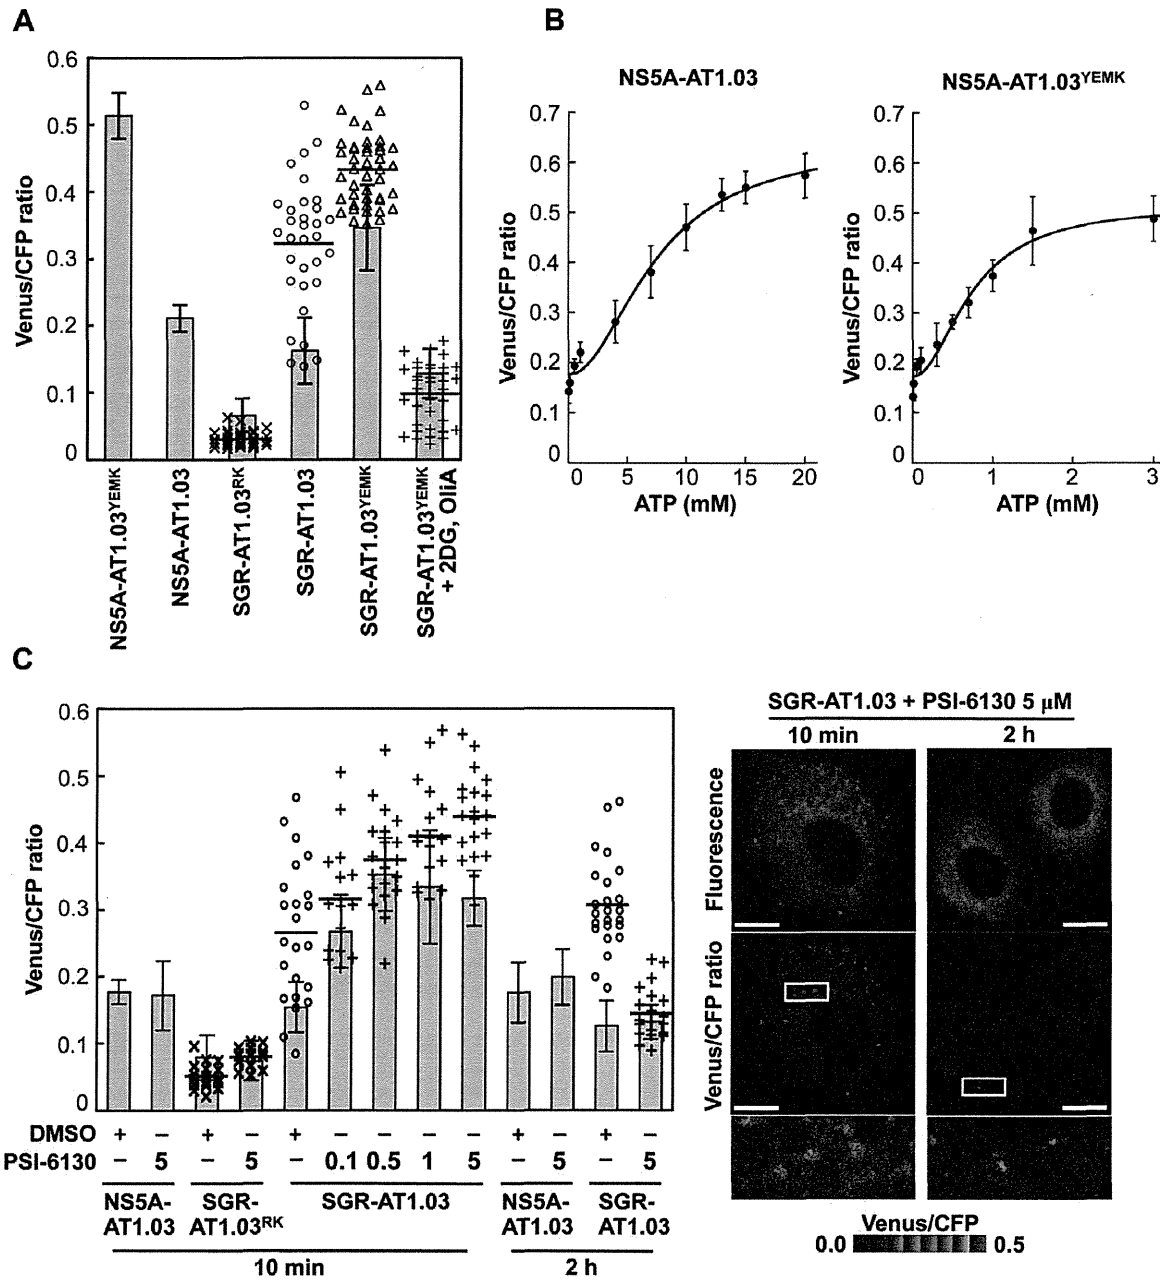 A
0.6
0.5
0.4
0.3
0.2
0.1
0
Venus/CFP ratio
NS5A-AT1.03YEMK
NS5A-AT1.03
SGR-AT1.03RK
SGR-AT1.03
SGR-AT1.03YEMK
SGR-AT1.03YEMK
+ 2DG, OliA
B
NS5A-AT1.03
0.7
0.6
0.5
0.4
0.3
0.2
0.1
0
Venus/CFP ratio
0 5 10 15 20
ATP (mM)
NS5A-AT1.03YEMK
0.7
0.6
0.5
0.4
0.3
0.2
0.1
0
Venus/CFP ratio
0 1 2 3
ATP (mM)
C
0.6
0.5
0.4
0.3
0.2
0.1
0
Venus/CFP ratio
DMSO + − + − + − − − − + − + −
PSI-6130 − 5 − 5 − 0.1 0.5 1 5 − 5 − 5
NS5A-
AT1.03
SGR-
AT1.03RK
SGR-AT1.03
NS5A-
AT1.03
SGR-
AT1.03
10 min
2 h
SGR-AT1.03 + PSI-6130 5 μM
10 min 2 h
Fluorescence
Venus/CFP ratio
Venus/CFP
0.0 0.5